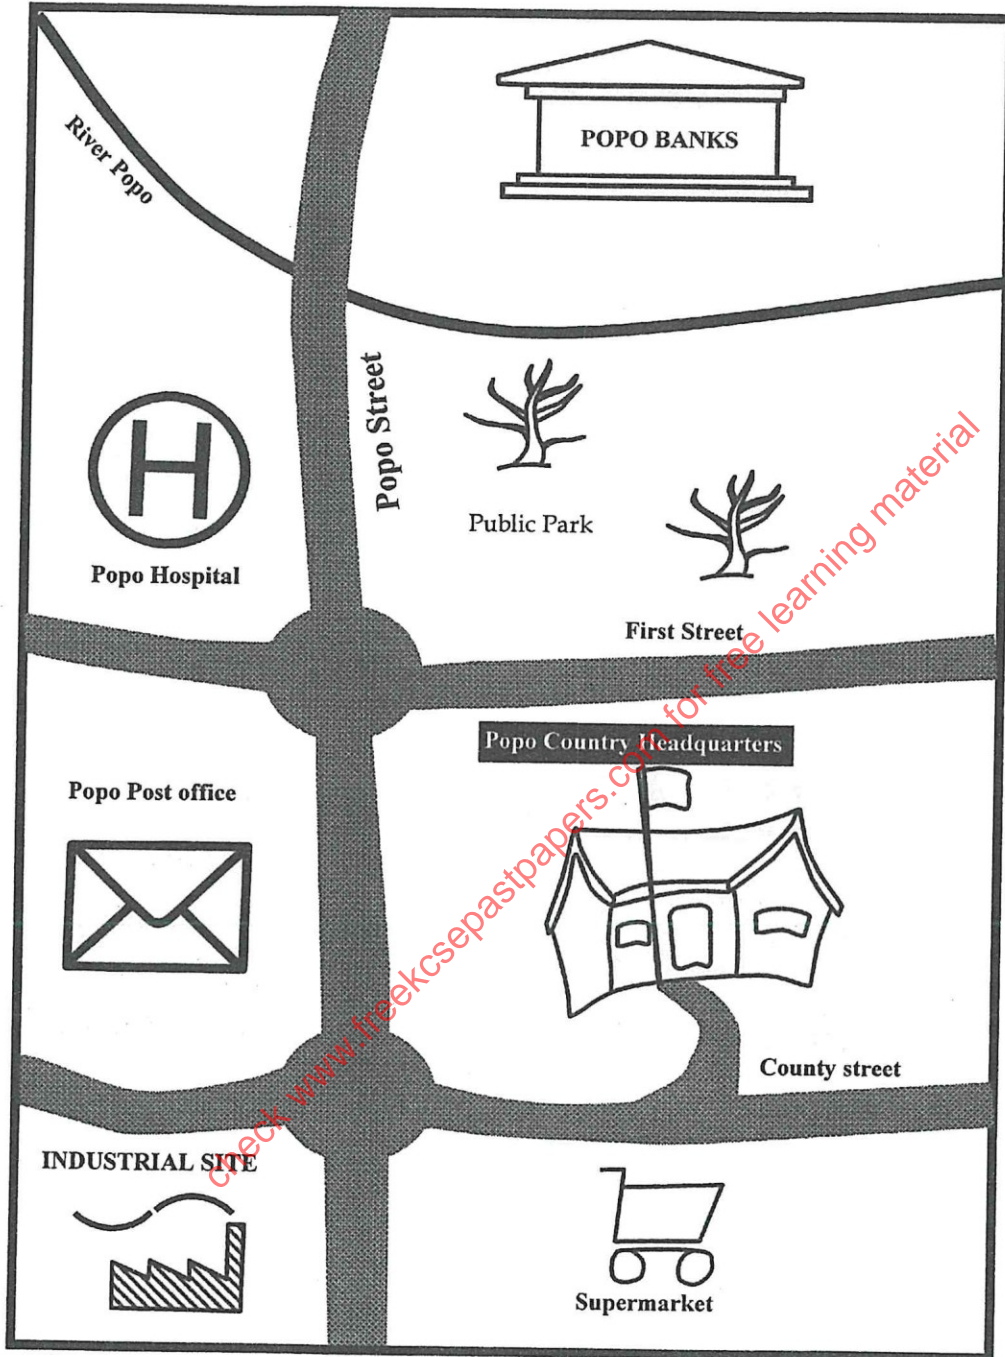 POPO BANKS
River Popo
Popo Street
H
Public Park
Popo Hospital
First Street
Popo Country Headquarters
Popo Post office
County street
INDUSTRIAL SITE
Supermarket
check www.freekcsepastpapers.com for free learning material